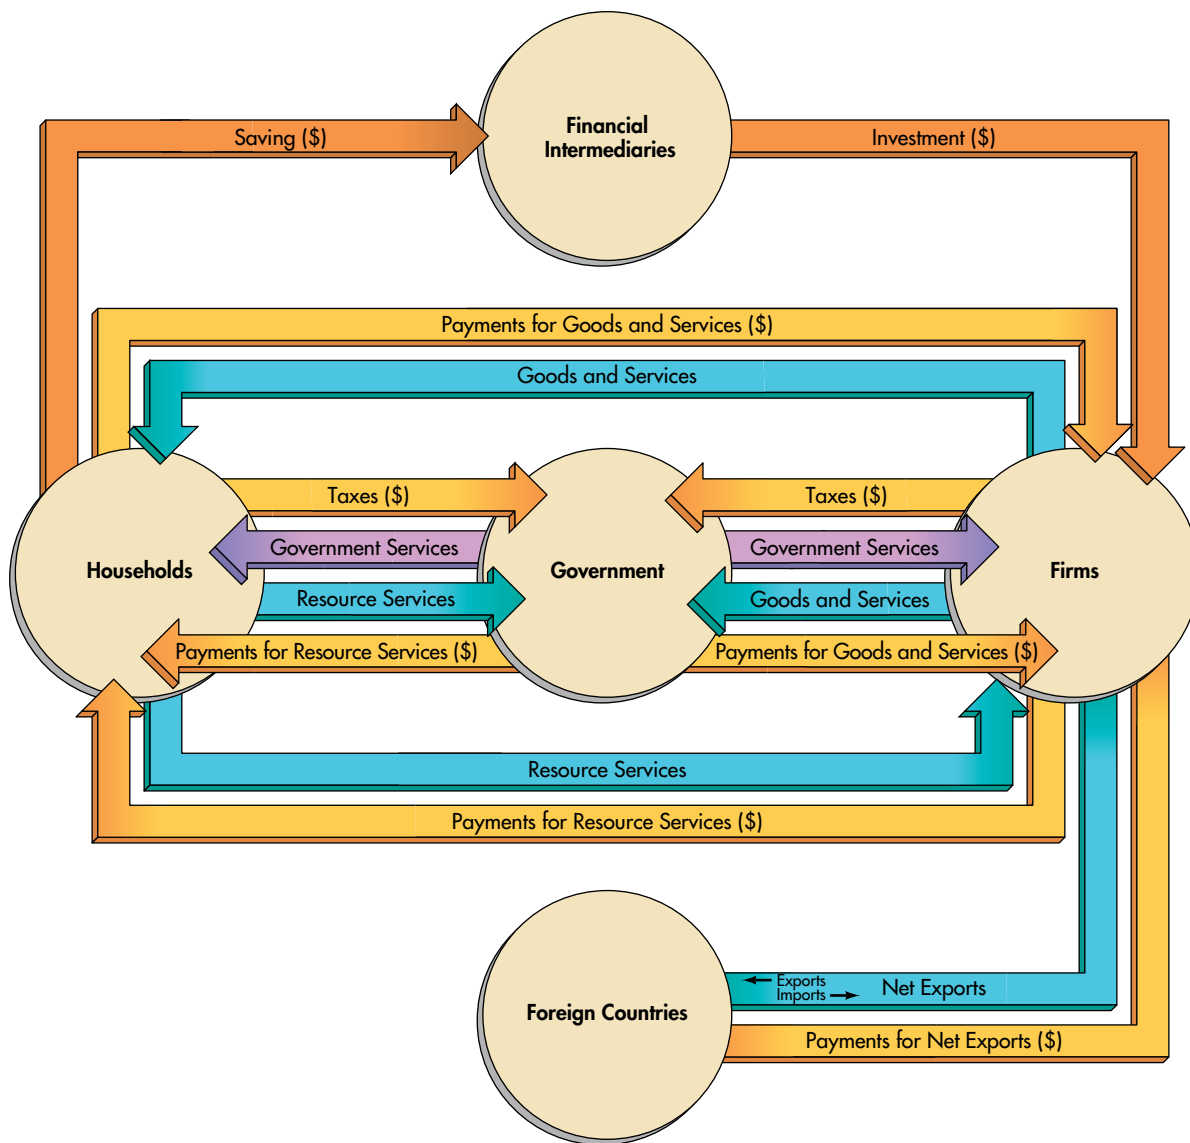 Saving ($)
Financial
Intermediaries
Investment ($)
Payments for Goods and Services ($)
Goods and Services
Taxes ($)
Taxes ($)
Government Services
Government Services
Households
Government
Firms
Resource Services
Goods and Services
Payments for Resource Services ($)
Payments for Goods and Services ($)
Resource Services
Payments for Resource Services ($)
Exports
Imports
Net Exports
Foreign Countries
Payments for Net Exports ($)